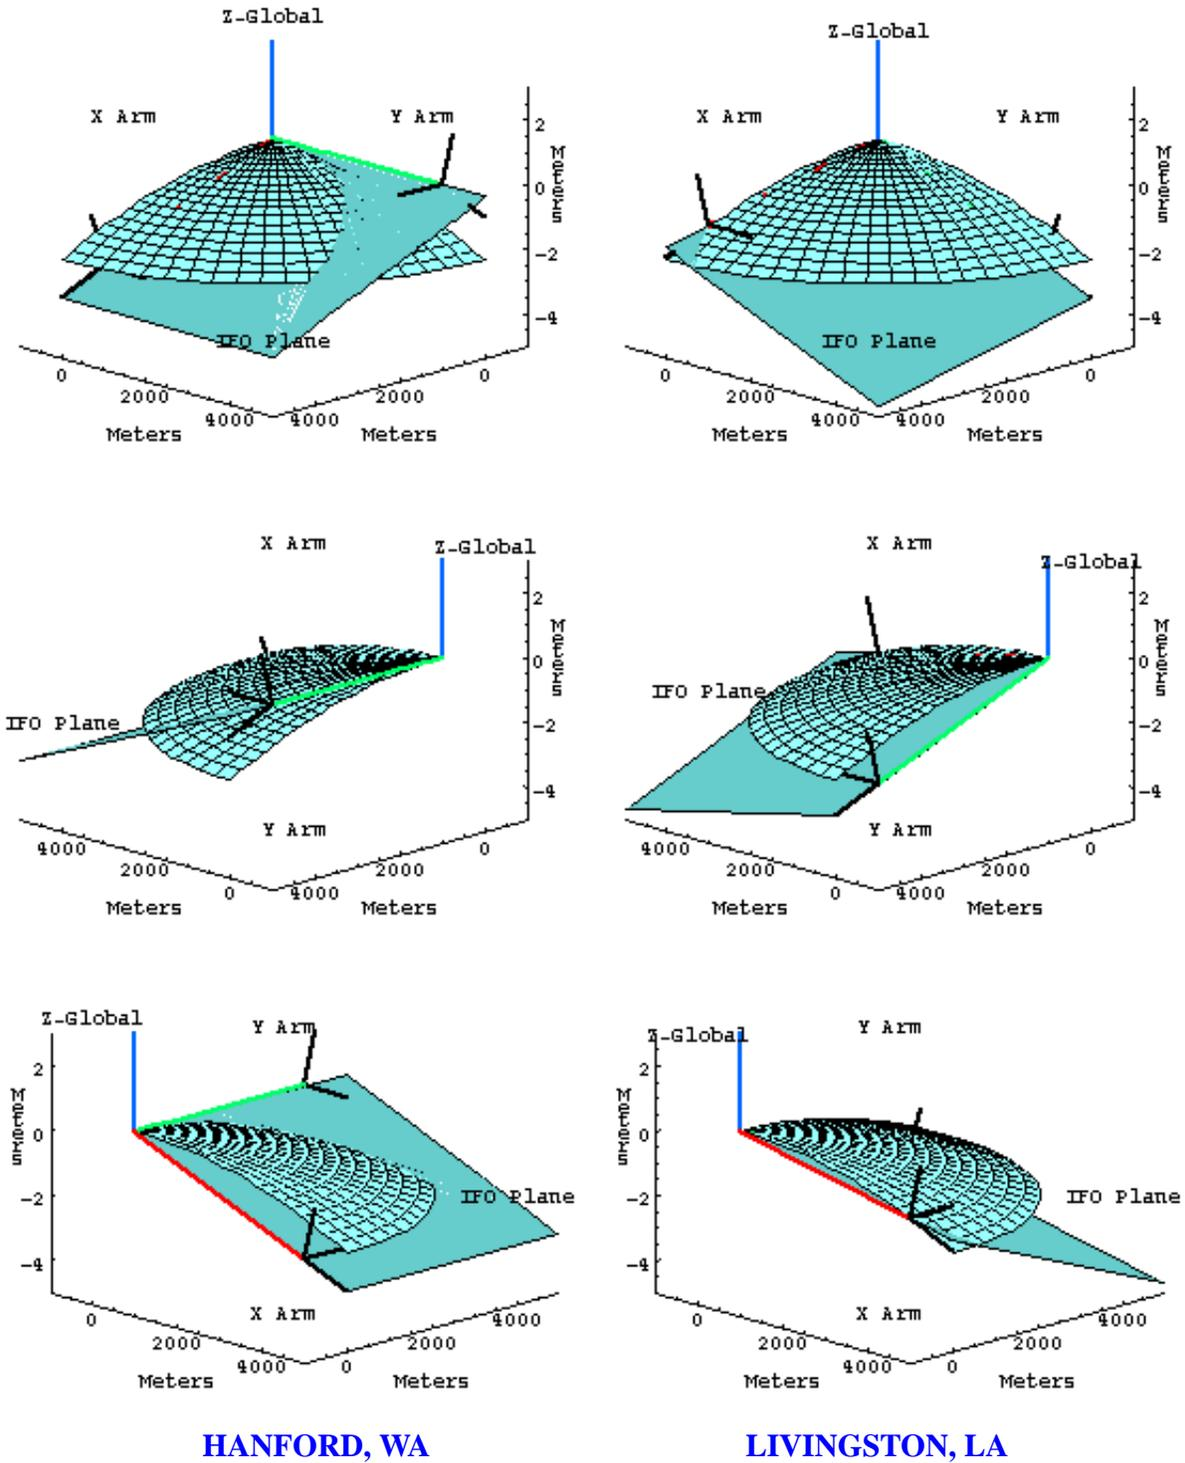 Z-Global
X Arm
Y Arm
2
0
-2
-4
Meters
IFO Plane
0
2000
4000
4000
2000
0
Meters
Meters
Z-Global
X Arm
Y Arm
2
0
-2
-4
Meters
IFO Plane
0
2000
4000
4000
2000
0
Meters
Meters
X Arm
Z-Global
2
0
-2
-4
Meters
IFO Plane
Y Arm
4000
2000
0
4000
2000
0
Meters
Meters
X Arm
Z-Global
2
0
-2
-4
Meters
IFO Plane
Y Arm
4000
2000
0
4000
2000
0
Meters
Meters
Z-Global
Y Arm
2
0
-2
-4
Meters
IFO Plane
X Arm
0
2000
4000
0
2000
4000
Meters
Meters
Z-Global
Y Arm
2
0
-2
-4
Meters
IFO Plane
X Arm
0
2000
4000
0
2000
4000
Meters
Meters
HANFORD, WA
LIVINGSTON, LA